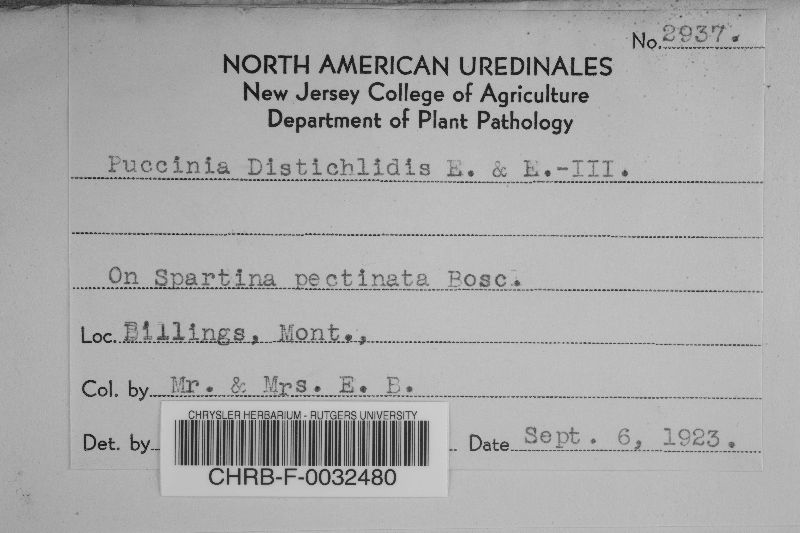 No. 2937.
NORTH AMERICAN UREDINALES
New Jersey College of Agriculture
Department of Plant Pathology
Puccinia Distichlidis E. & E.-III.
On Spartina pectinata Bosc.
Loc. Billings, Mont.,
Col. by Mr. & Mrs. E. B.
CHRYSLER HERBARIUM - RUTGERS UNIVERSITY
Det. by Date Sept. 6, 1923.
CHRB-F-0032480